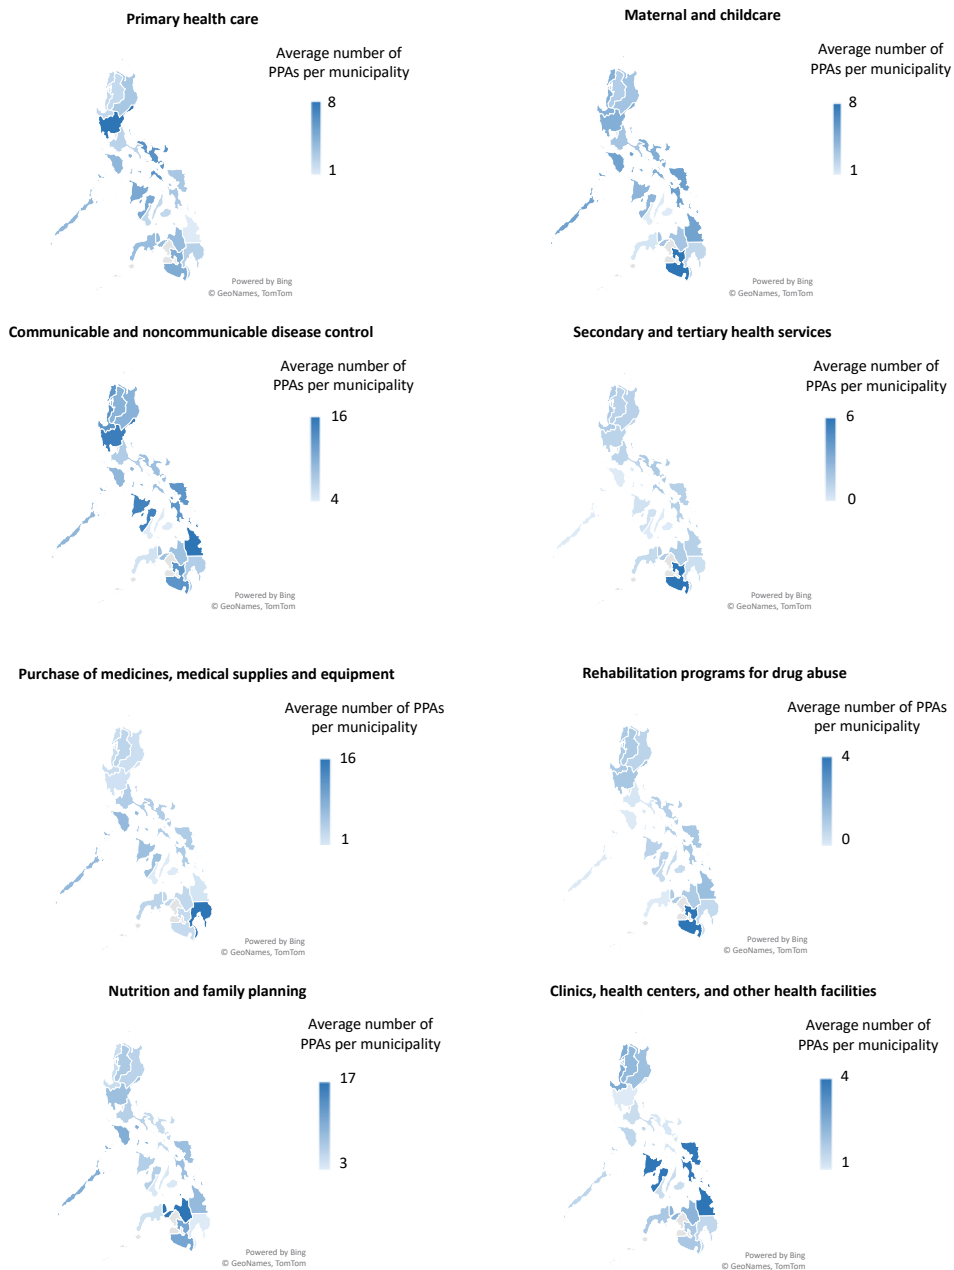 Primary health care
Average number of
PPAs per municipality
8
1
Powered by Bing
© GeoNames, TomTom
Maternal and childcare
Average number of
PPAs per municipality
8
1
Powered by Bing
© GeoNames, TomTom
Communicable and noncommunicable disease control
Average number of
PPAs per municipality
16
4
Powered by Bing
© GeoNames, TomTom
Secondary and tertiary health services
Average number of
PPAs per municipality
6
0
Powered by Bing
© GeoNames, TomTom
Purchase of medicines, medical supplies and equipment
Average number of PPAs
per municipality
16
1
Powered by Bing
© GeoNames, TomTom
Rehabilitation programs for drug abuse
Average number of PPAs
per municipality
4
0
Powered by Bing
© GeoNames, TomTom
Nutrition and family planning
Average number of
PPAs per municipality
17
3
Powered by Bing
© GeoNames, TomTom
Clinics, health centers, and other health facilities
Average number of
PPAs per municipality
4
1
Powered by Bing
© GeoNames, TomTom